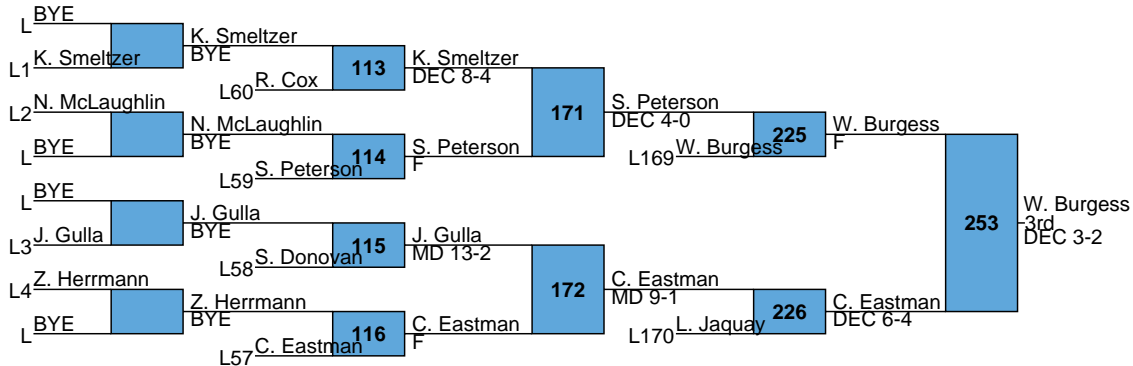 L BYE
L1 K. Smeltzer
K. Smeltzer
BYE
L60 R. Cox
113
K. Smeltzer
DEC 8-4
L2 N. McLaughlin
L BYE
N. McLaughlin
BYE
L59 S. Peterson
114
S. Peterson
F
171
S. Peterson
DEC 4-0
L169 W. Burgess
225
W. Burgess
F
L BYE
L3 J. Gulla
J. Gulla
BYE
L58 S. Donovan
115
J. Gulla
MD 13-2
L4 Z. Herrmann
L BYE
Z. Herrmann
BYE
L57 C. Eastman
116
C. Eastman
F
172
C. Eastman
MD 9-1
L170 L. Jaquay
226
C. Eastman
DEC 6-4
253
W. Burgess
3rd
DEC 3-2